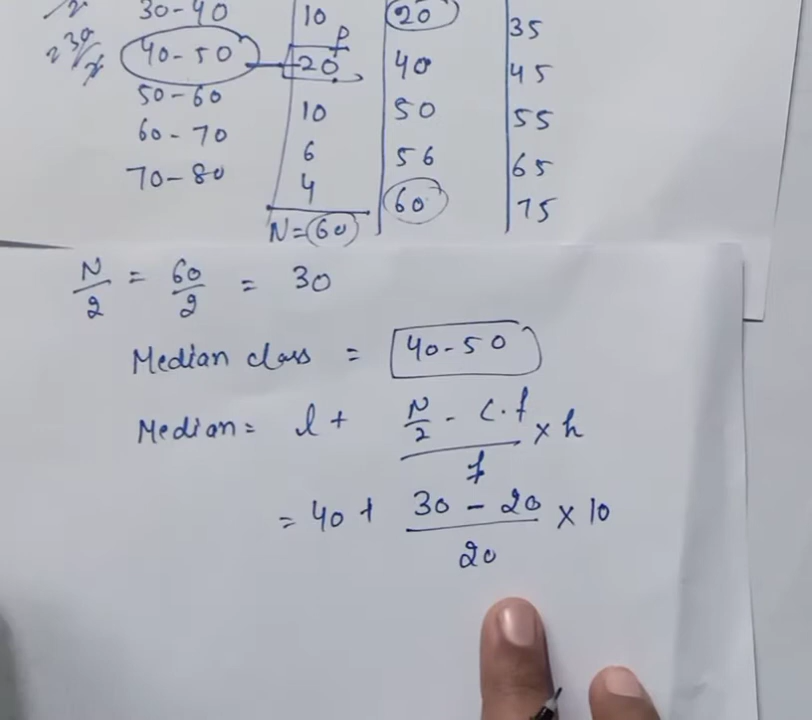 30-40 10 20 35
40-50 20 40 45
50-60 10 50 55
60-70 6 56 65
70-80 4 60 75
N=60
N/2 = 60/2 = 30
Median class = 40-50
Median = l + (N/2 - C.f)/f × h
= 40 + (30 - 20)/20 × 10